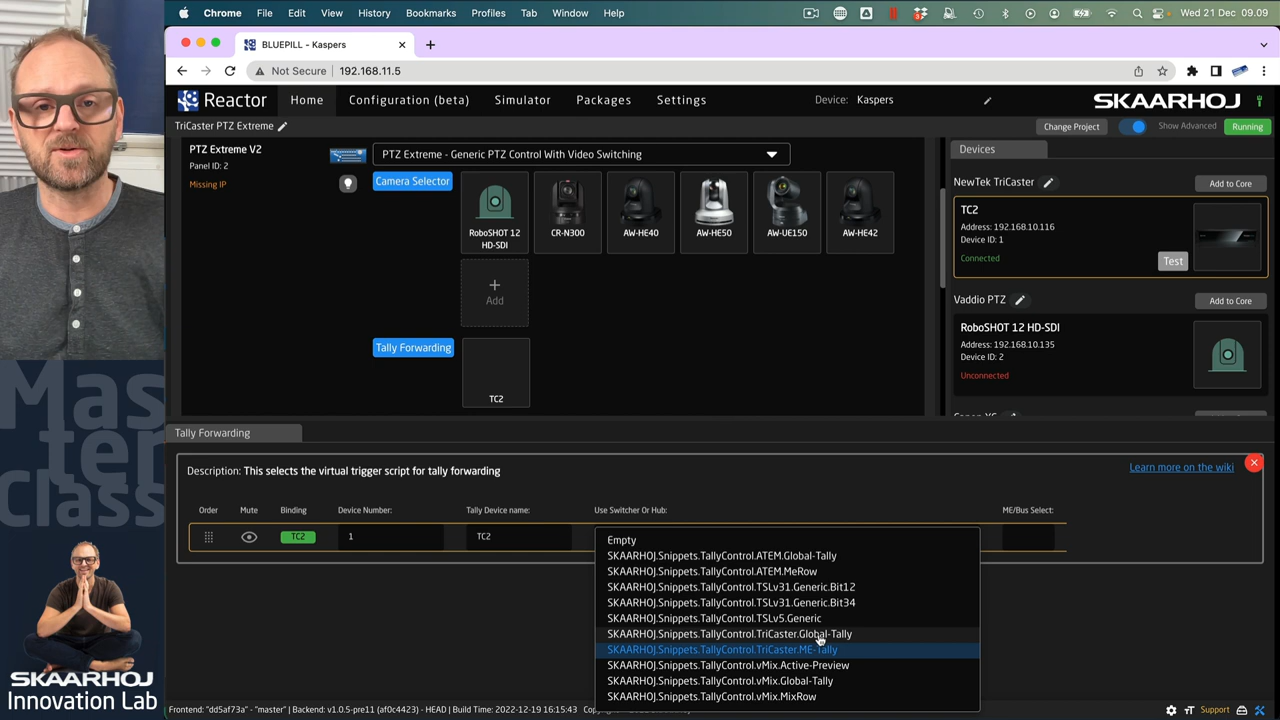 Chrome File Edit View History Bookmarks Profiles Tab Window Help Wed 21 Dec 09.09
BLUEPILL - Kaspers
Not Secure 192.168.11.5
Reactor Home Configuration (beta) Simulator Packages Settings Device: Kaspers SKAARHOJ
TriCaster PTZ Extreme Change Project Show Advanced Running
PTZ Extreme V2
Panel ID: 2
Missing IP
PTZ Extreme - Generic PTZ Control With Video Switching
Camera Selector
RoboSHOT 12 HD-SDI
CR-N300
AW-HE40
AW-HE50
AW-UE150
AW-HE42
+
Add
Tally Forwarding
TC2
Devices
NewTek TriCaster Add to Core
TC2
Address: 192.168.10.116
Device ID: 1
Connected Test
Vaddio PTZ Add to Core
RoboSHOT 12 HD-SDI
Address: 192.168.10.135
Device ID: 2
Unconnected
Tally Forwarding
Description: This selects the virtual trigger script for tally forwarding Learn more on the wiki
Order Mute Binding Device Number: Tally Device name: Use Switcher Or Hub: ME/Bus Select:
TC2 1 TC2
Empty
SKAARHOJ.Snippets.TallyControl.ATEM.Global-Tally
SKAARHOJ.Snippets.TallyControl.ATEM.MeRow
SKAARHOJ.Snippets.TallyControl.TSLv31.Generic.Bit12
SKAARHOJ.Snippets.TallyControl.TSLv31.Generic.Bit34
SKAARHOJ.Snippets.TallyControl.TSLv5.Generic
SKAARHOJ.Snippets.TallyControl.TriCaster.Global-Tally
SKAARHOJ.Snippets.TallyControl.TriCaster.ME-Tally
SKAARHOJ.Snippets.TallyControl.vMix.Active-Preview
SKAARHOJ.Snippets.TallyControl.vMix.Global-Tally
SKAARHOJ.Snippets.TallyControl.vMix.MixRow
Frontend: "dd5af73a" - "master" | Backend: v1.0.5-pre11 (af0c4423) - HEAD | Build Time: 2022-12-19 16:15:43 Support
Mas
ter
Class
SKAARHOJ
Innovation Lab